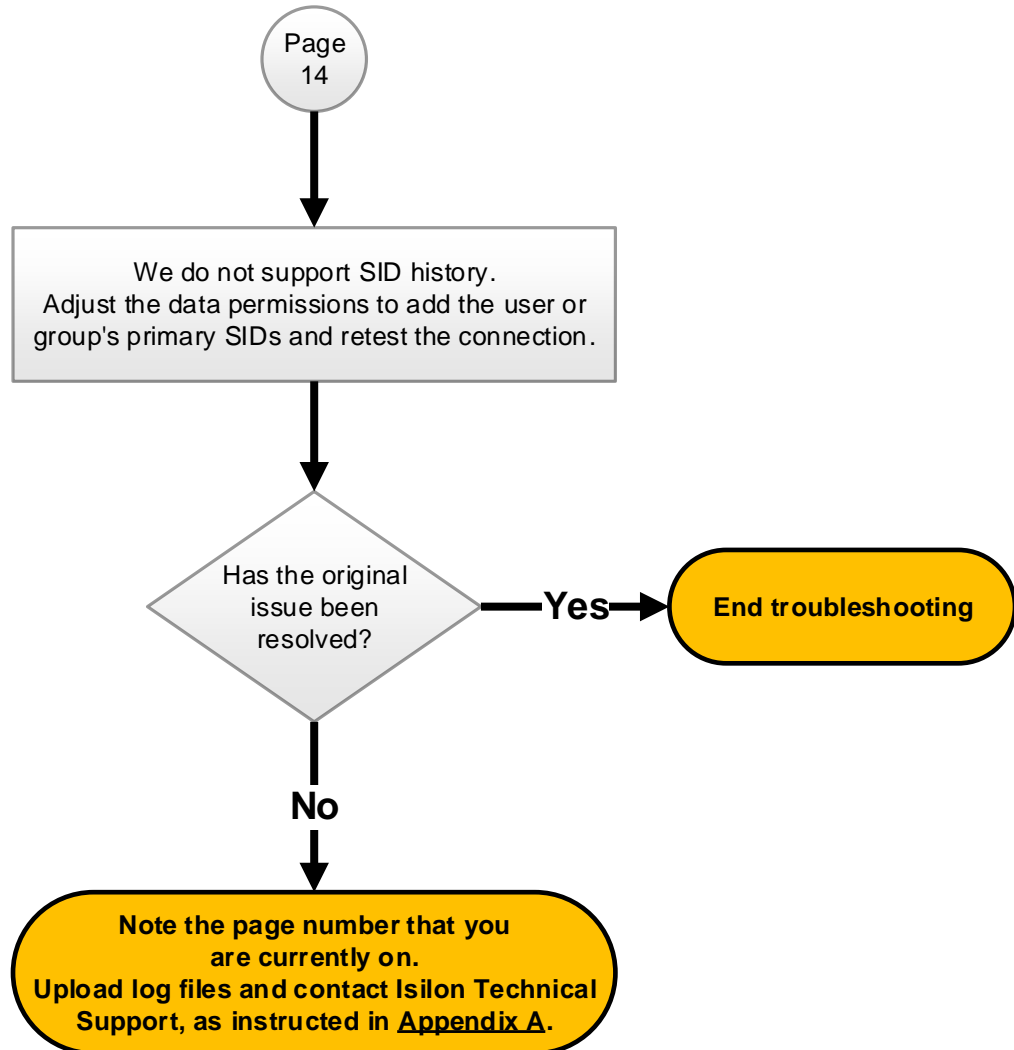 Page
14
We do not support SID history.
Adjust the data permissions to add the user or
group's primary SIDs and retest the connection.
Has the original
issue been
resolved?
Yes
End troubleshooting
No
Note the page number that you
are currently on.
Upload log files and contact Isilon Technical
Support, as instructed in Appendix A.